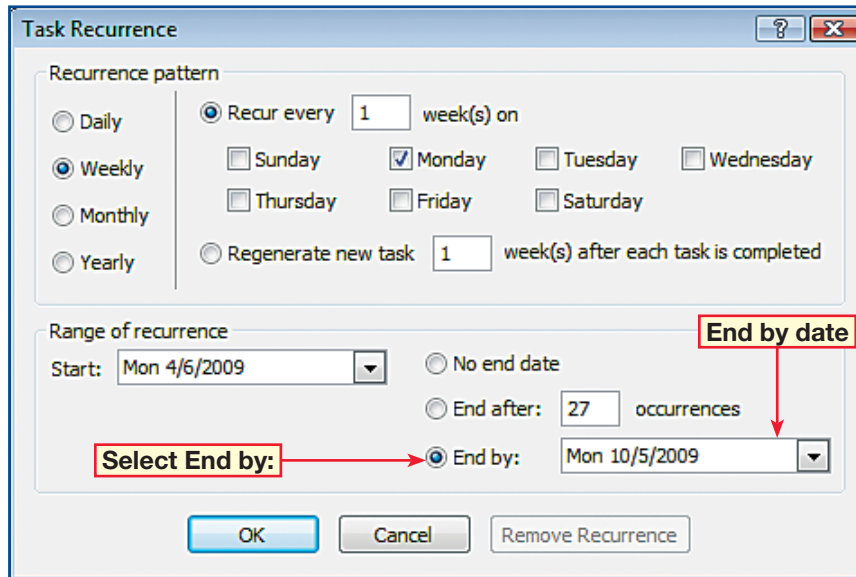 Task Recurrence
Recurrence pattern
Daily
Weekly
Monthly
Yearly
Recur every 1 week(s) on
Sunday Monday Tuesday Wednesday
Thursday Friday Saturday
Regenerate new task 1 week(s) after each task is completed
Range of recurrence
End by date
Start: Mon 4/6/2009
No end date
End after: 27 occurrences
Select End by:
End by: Mon 10/5/2009
OK Cancel Remove Recurrence